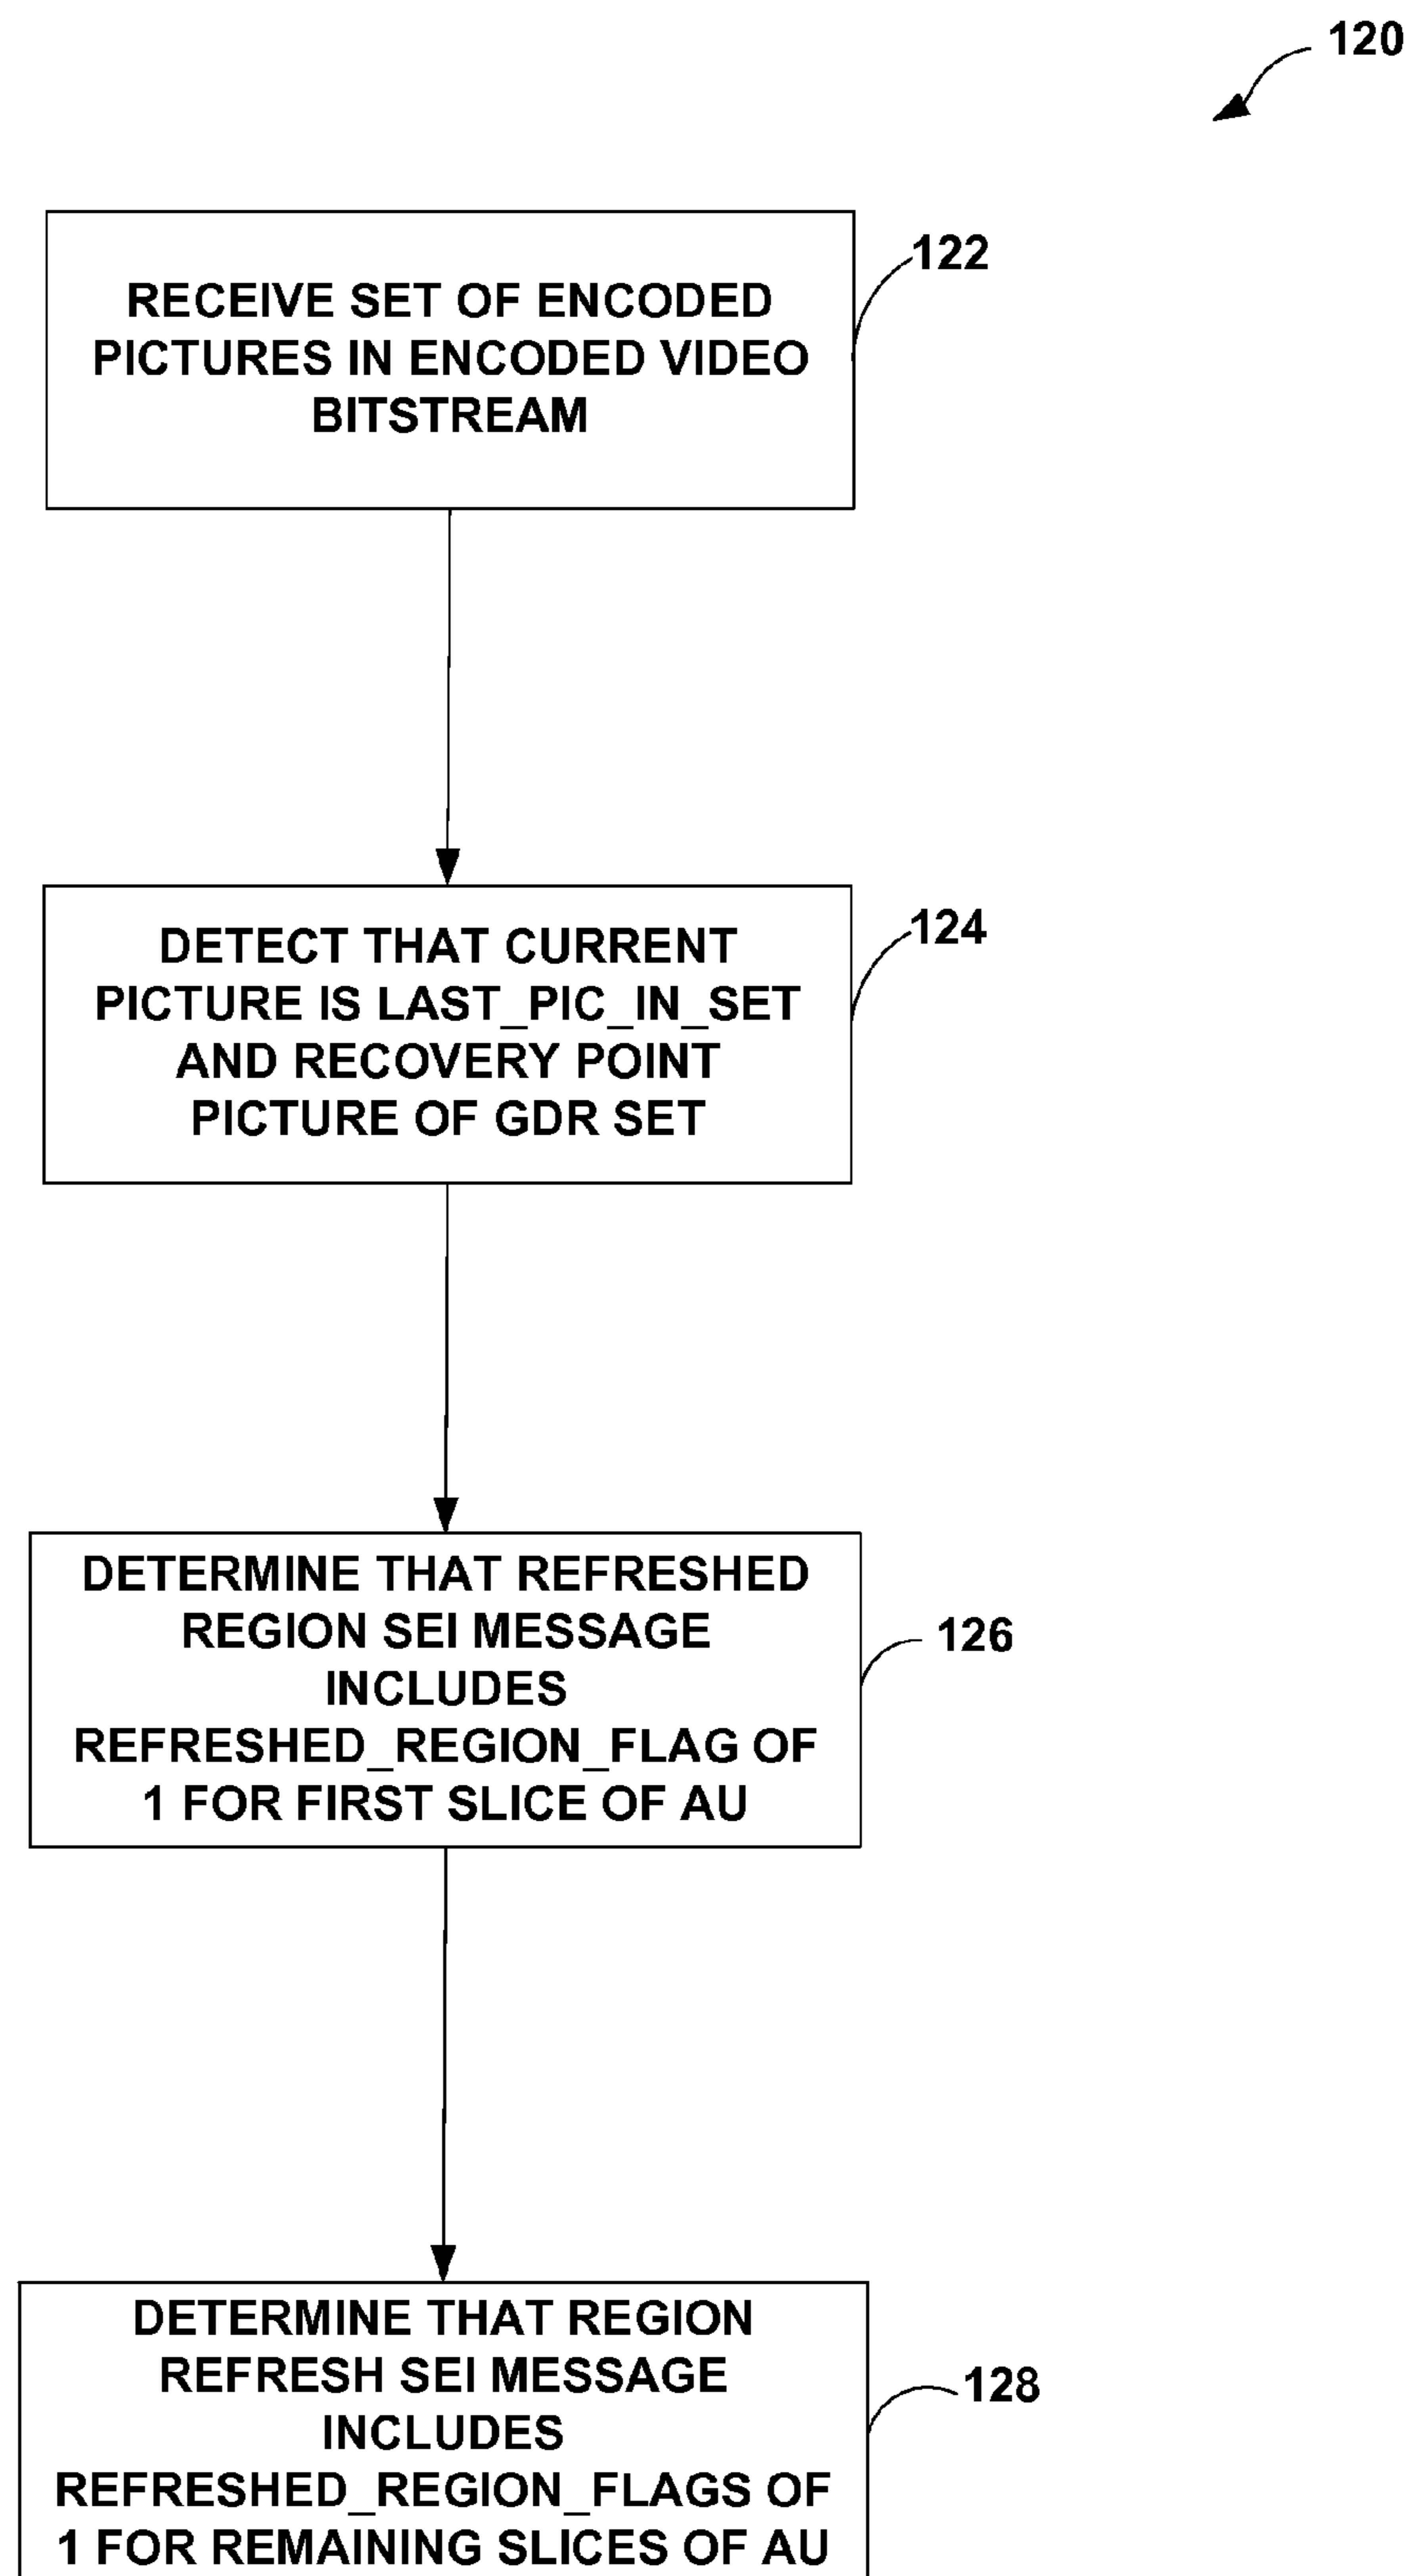 120
RECEIVE SET OF ENCODED
PICTURES IN ENCODED VIDEO
BITSTREAM
122
DETECT THAT CURRENT
PICTURE IS LAST_PIC_IN_SET
AND RECOVERY POINT
PICTURE OF GDR SET
124
DETERMINE THAT REFRESHED
REGION SEI MESSAGE
INCLUDES
REFRESHED_REGION_FLAG OF
1 FOR FIRST SLICE OF AU
126
DETERMINE THAT REGION
REFRESH SEI MESSAGE
INCLUDES
REFRESHED_REGION_FLAGS OF
1 FOR REMAINING SLICES OF AU
128